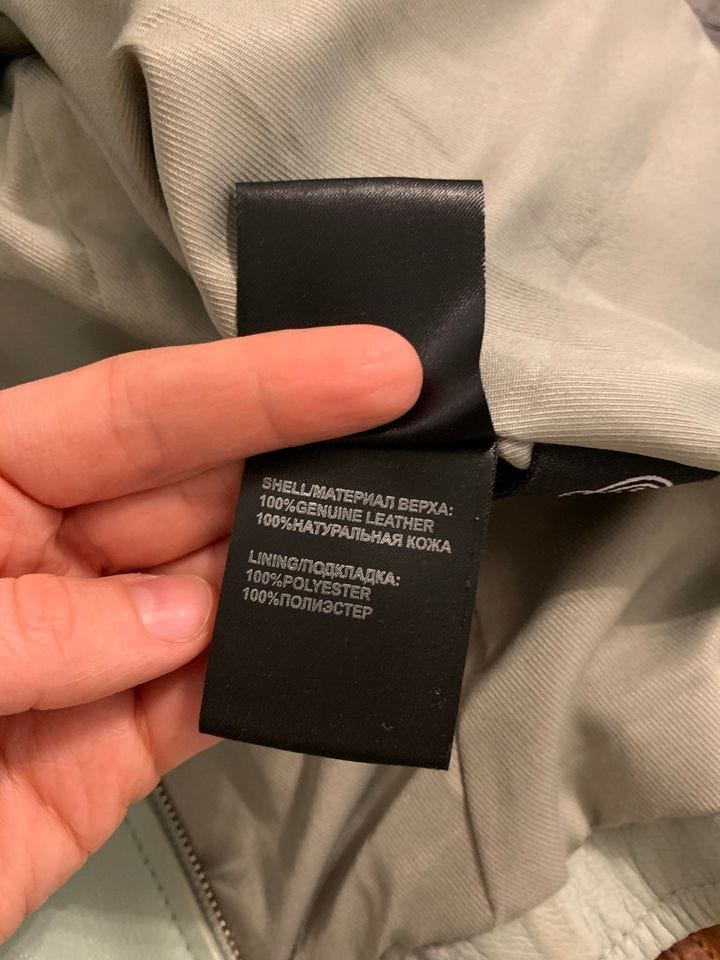 SHELL/МАТЕРИАЛ ВЕРХА:
100%GENUINE LEATHER
100%НАТУРАЛЬНАЯ КОЖА
LINING/ПОДКЛАДКА:
100%POLYESTER
100%ПОЛИЭСТЕР